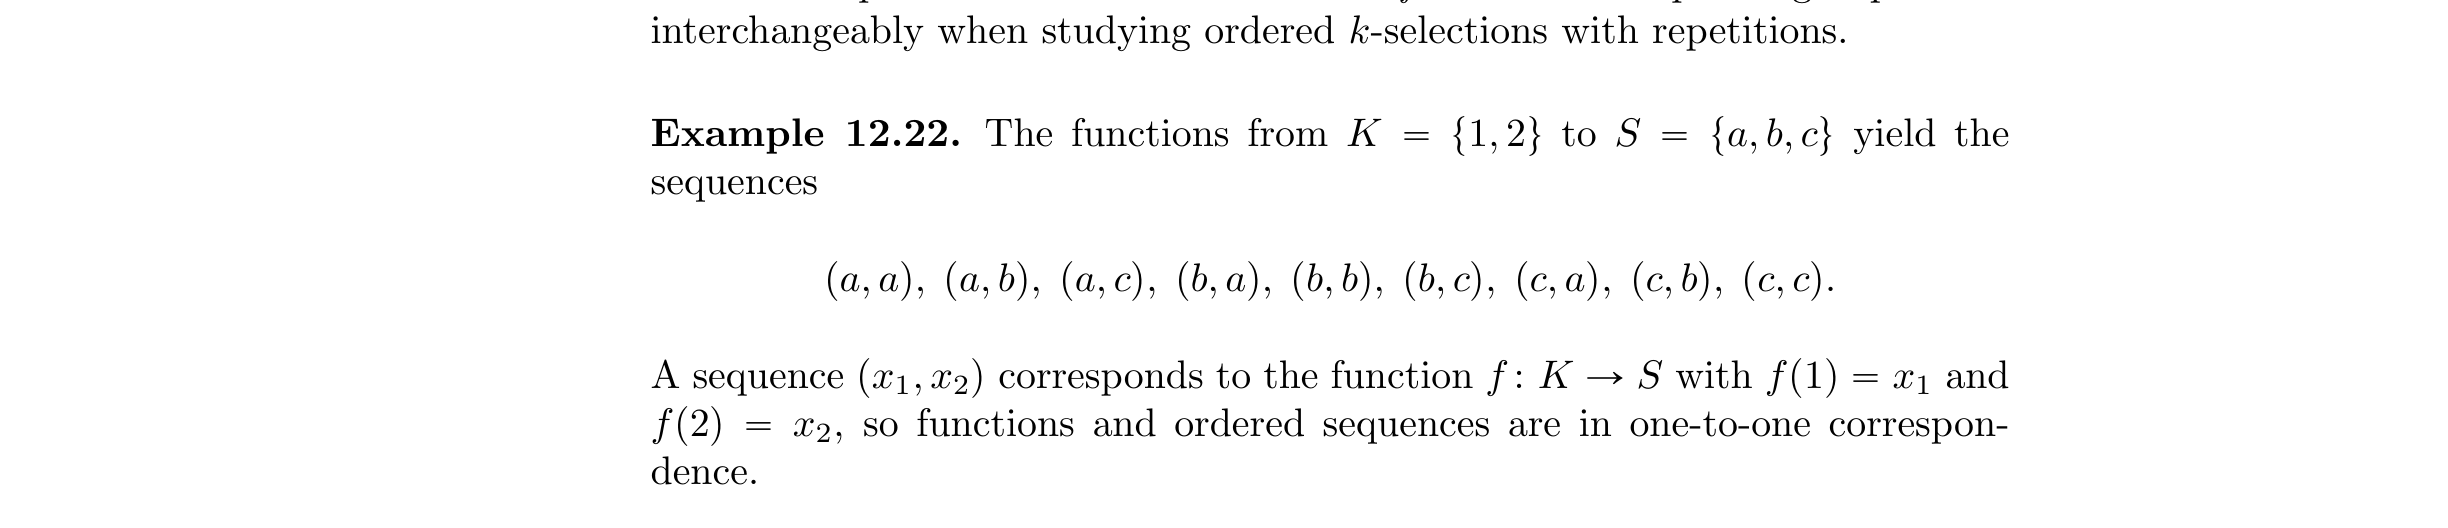 interchangeably when studying ordered k-selections with repetitions.
Example 12.22. The functions from K = {1, 2} to S = {a, b, c} yield the
sequences
(a, a), (a, b), (a, c), (b, a), (b, b), (b, c), (c, a), (c, b), (c, c).
A sequence (x₁, x₂) corresponds to the function f : K → S with f(1) = x₁ and
f(2) = x₂, so functions and ordered sequences are in one-to-one correspon-
dence.